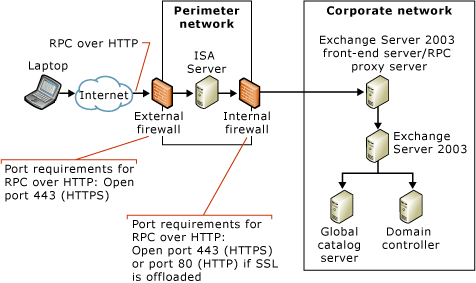 Perimeter
network
Corporate network
RPC over HTTP
ISA
Server
Exchange Server 2003
front-end server/RPC
proxy server
Laptop
Internet
External
firewall
Internal
firewall
Exchange
Server 2003
Port requirements for
RPC over HTTP: Open
port 443 (HTTPS)
Port requirements for
RPC over HTTP:
Open port 443 (HTTPS)
or port 80 (HTTP) if SSL
is offloaded
Global
catalog
server
Domain
controller